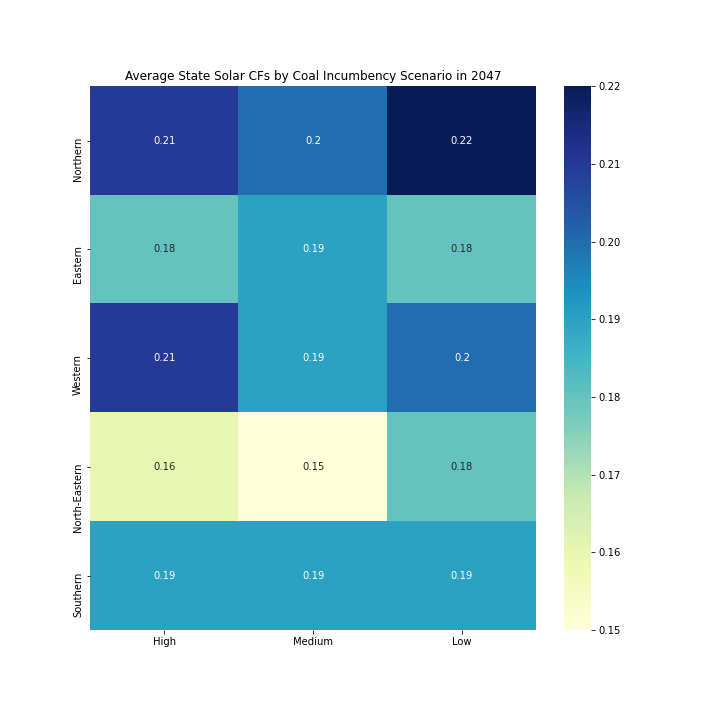 Average State Solar CFs by Coal Incumbency Scenario in 2047
Northern
0.21 0.2 0.22
Eastern
0.18 0.19 0.18
Western
0.21 0.19 0.2
North-Eastern
0.16 0.15 0.18
Southern
0.19 0.19 0.19
High Medium Low
0.22
0.21
0.20
0.19
0.18
0.17
0.16
0.15